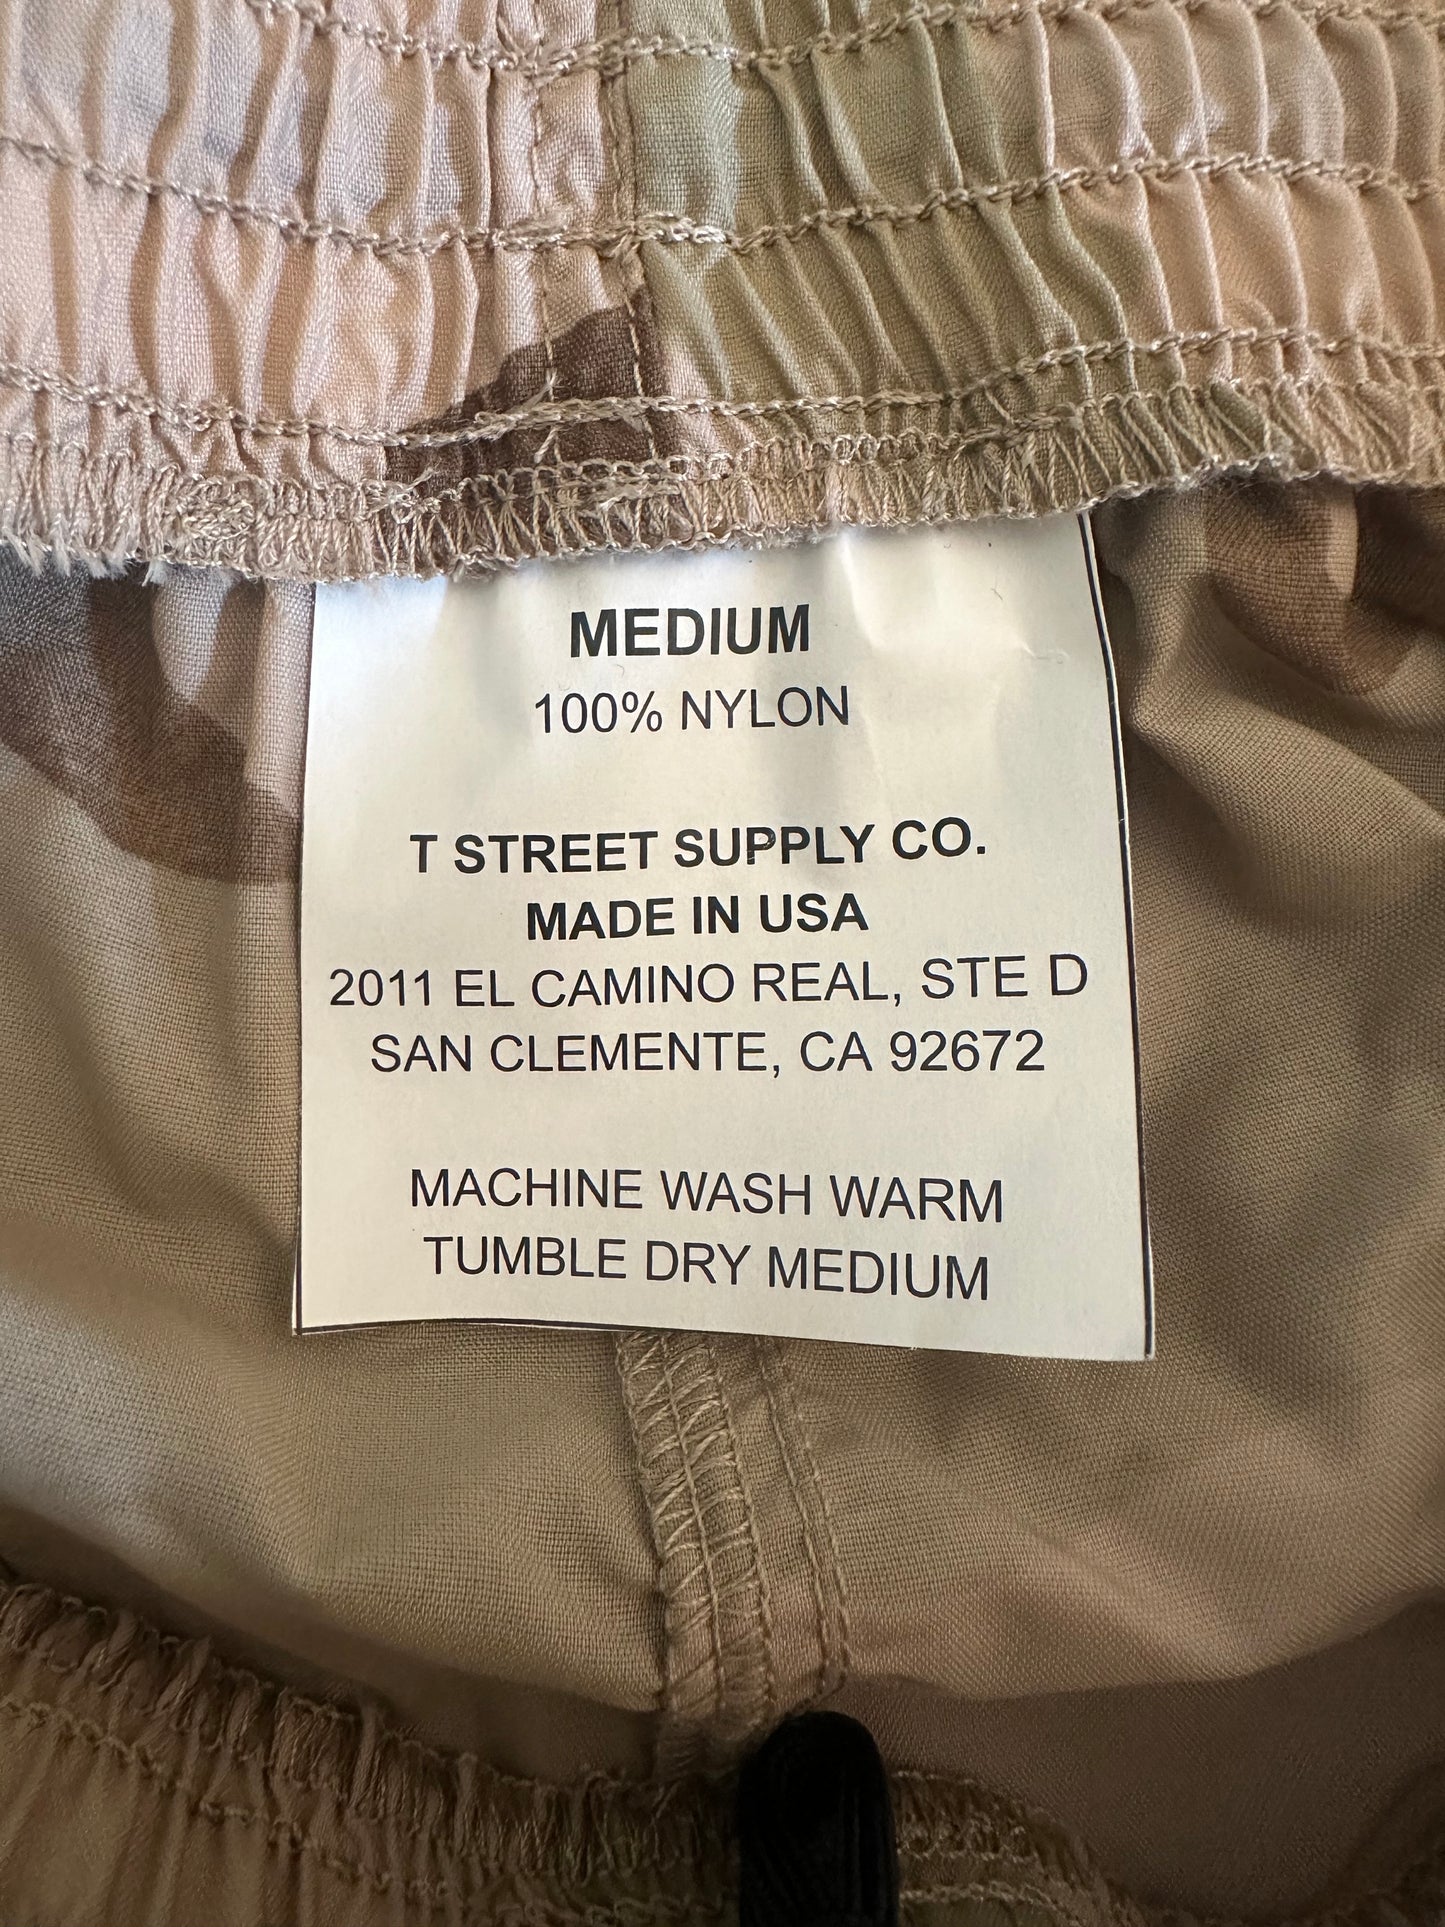 MEDIUM
100% NYLON
T STREET SUPPLY CO.
MADE IN USA
2011 EL CAMINO REAL, STE D
SAN CLEMENTE, CA 92672
MACHINE WASH WARM
TUMBLE DRY MEDIUM